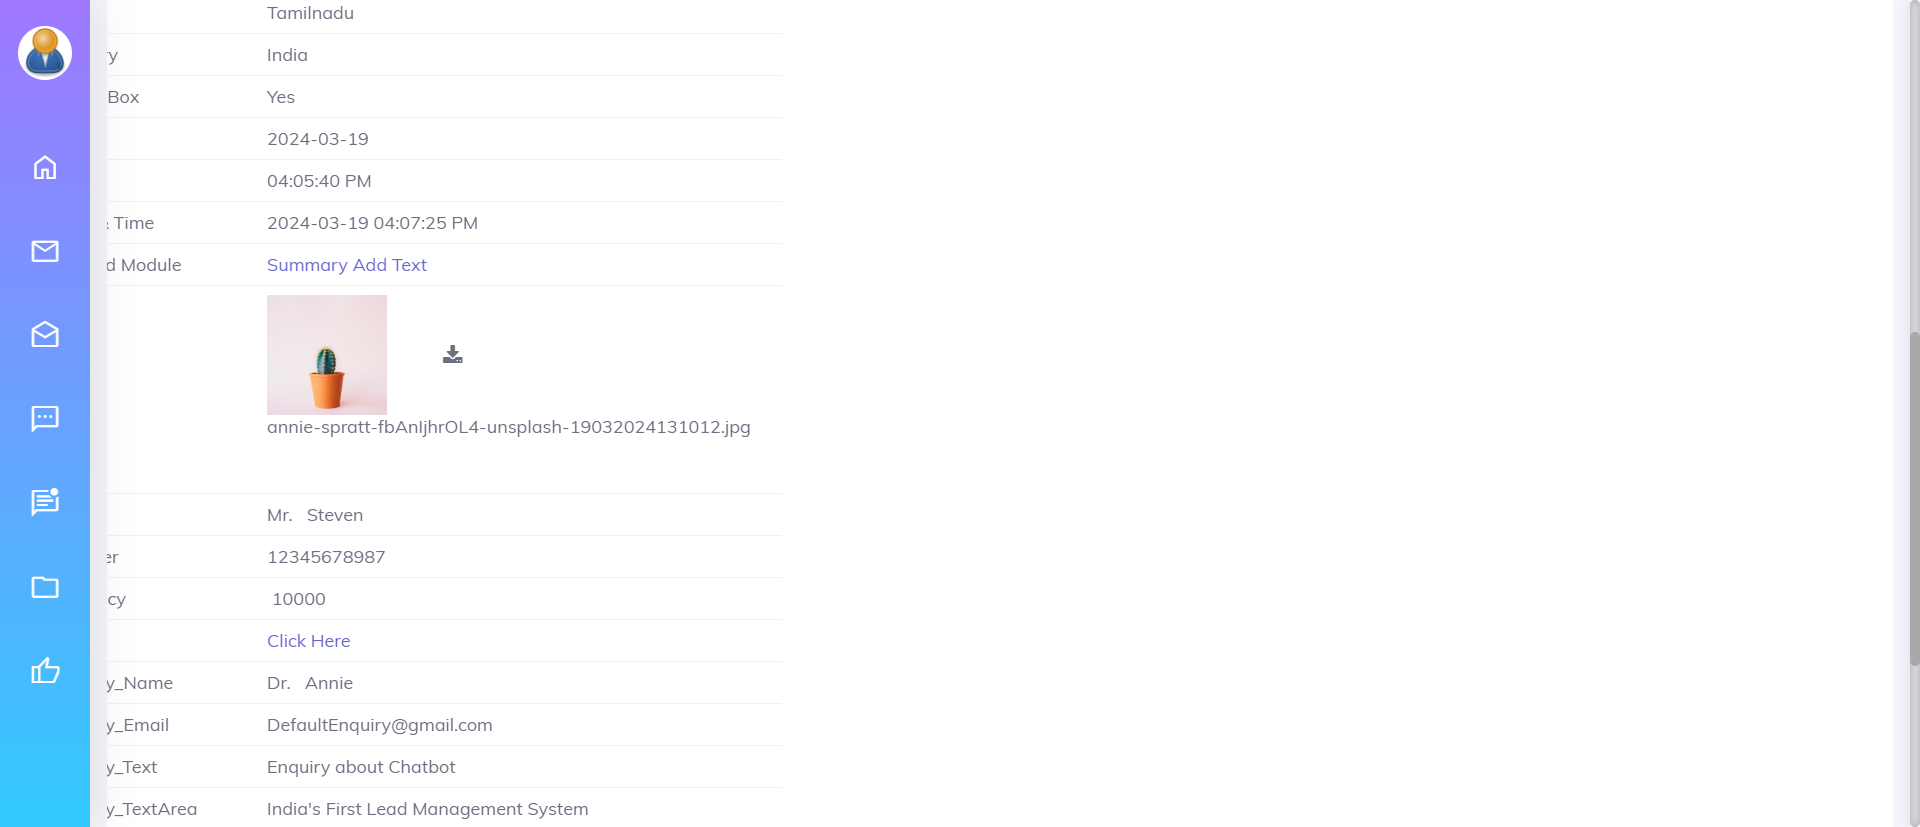 Tamilnadu
ry India
Box Yes
2024-03-19
04:05:40 PM
& Time 2024-03-19 04:07:25 PM
d Module Summary Add Text
annie-spratt-fbAnIjhrOL4-unsplash-19032024131012.jpg
Mr. Steven
er 12345678987
cy 10000
Click Here
y_Name Dr. Annie
y_Email DefaultEnquiry@gmail.com
y_Text Enquiry about Chatbot
y_TextArea India's First Lead Management System